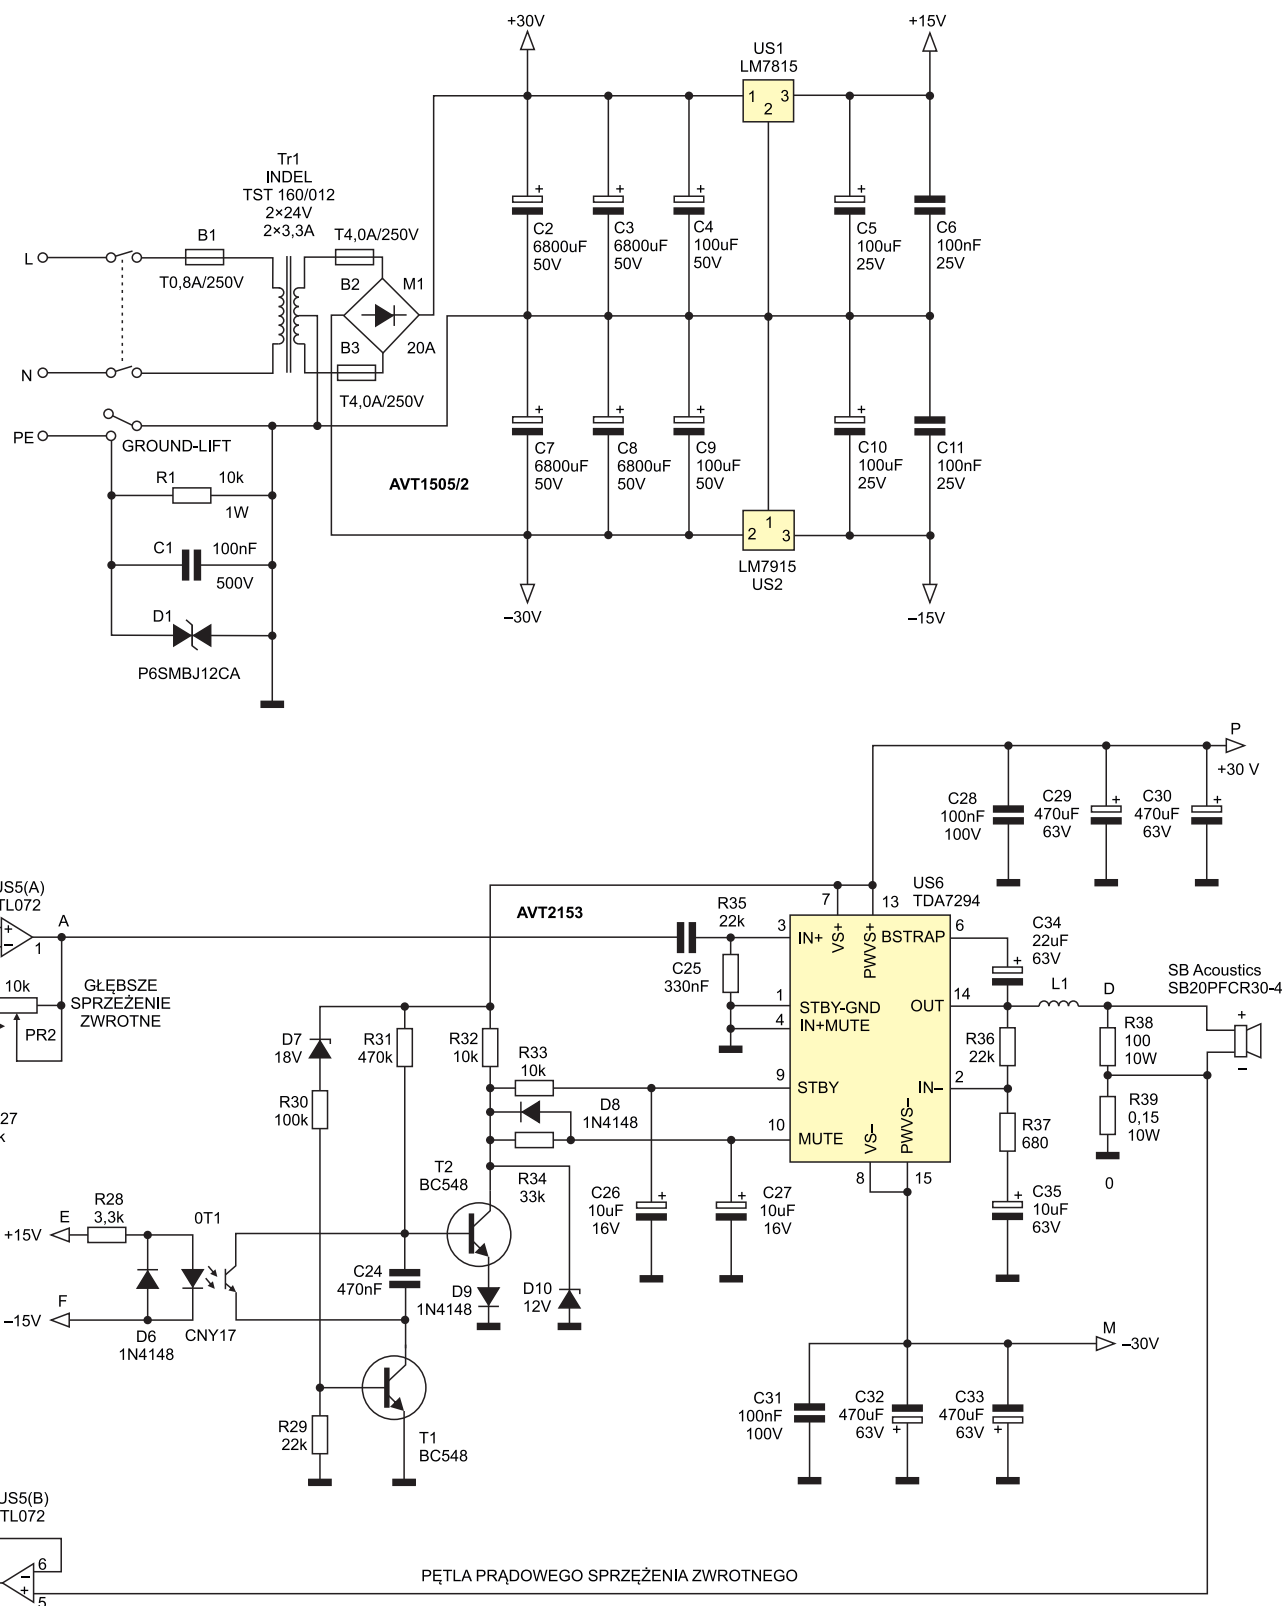 +30V
+15V
US1
LM7815
1
3
2
Tr1
INDEL
TST 160/012
2×24V
2×3,3A
B1
T4,0A/250V
L
T0,8A/250V
B2
M1
B3
20A
N
T4,0A/250V
PE
GROUND-LIFT
+
C2
6800uF
50V
+
C3
6800uF
50V
+
C4
100uF
50V
+
C5
100uF
25V
C6
100nF
25V
+
C7
6800uF
50V
+
C8
6800uF
50V
+
C9
100uF
50V
+
C10
100uF
25V
C11
100nF
25V
R1
10k
1W
AVT1505/2
C1
100nF
500V
D1
P6SMBJ12CA
1
2
3
LM7915
US2
–30V
–15V
P
+30 V
C28
100nF
100V
C29
470uF
63V
+
C30
470uF
63V
+
US5(A)
TL072
A
+
–
1
10k
PR2
GŁĘBSZE
SPRZEŻENIE
ZWROTNE
AVT2153
R35
22k
C25
330nF
US6
TDA7294
7
13
3
IN+
VS+
PWVS+
BSTRAP
6
1
STBY-GND
4
IN+MUTE
OUT
14
9
STBY
IN–
2
10
MUTE
VS–
PWVS–
8
15
C34
22uF
63V
+
L1
D
SB Acoustics
SB20PFCR30-4
+
–
R36
22k
R38
100
10W
R37
680
R39
0,15
10W
0
C35
10uF
63V
+
D7
18V
R31
470k
R32
10k
R33
10k
D8
1N4148
R30
100k
R34
33k
27
k
T2
BC548
C26
10uF
16V
+
C27
10uF
16V
+
R28
3,3k
E
+15V
OT1
F
–15V
D6
1N4148
CNY17
C24
470nF
D9
1N4148
D10
12V
R29
22k
T1
BC548
M
–30V
C31
100nF
100V
C32
470uF
63V
+
C33
470uF
63V
+
US5(B)
TL072
6
–
+
5
PĘTLA PRĄDOWEGO SPRZĘŻENIA ZWROTNEGO